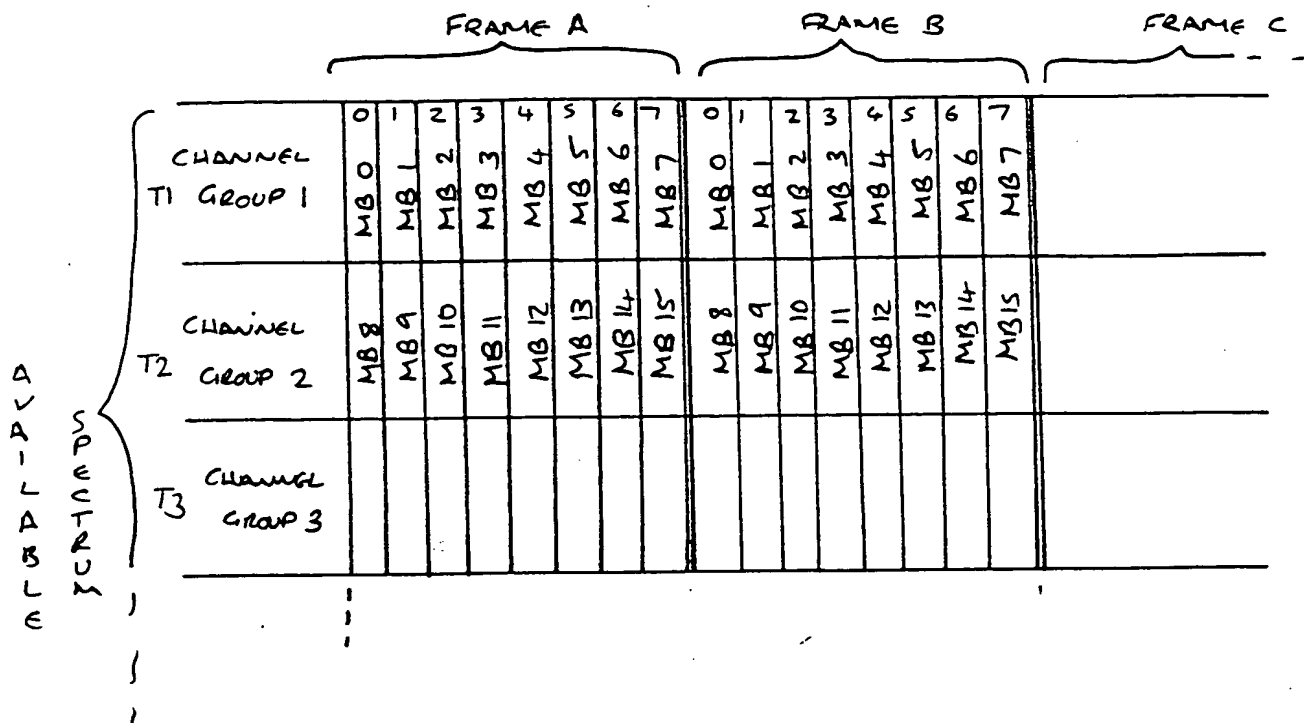 FRAME A FRAME B FRAME C
0 1 2 3 4 5 6 7 0 1 2 3 4 5 6 7
CHANNEL
T1 GROUP 1
MB 0 MB 1 MB 2 MB 3 MB 4 MB 5 MB 6 MB 7 MB 0 MB 1 MB 2 MB 3 MB 4 MB 5 MB 6 MB 7
CHANNEL
T2 GROUP 2
MB 8 MB 9 MB 10 MB 11 MB 12 MB 13 MB 14 MB 15 MB 8 MB 9 MB 10 MB 11 MB 12 MB 13 MB 14 MB 15
AVAILABLE
SPECTRUM
CHANNEL
T3 GROUP 3